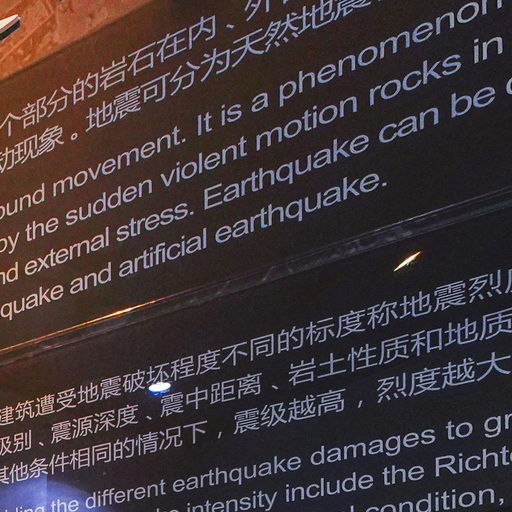 个部分的岩石在内、外
动现象。地震可分为天然地震
ound movement. It is a phenomenon
by the sudden violent motion rocks in
nd external stress. Earthquake can be
quake and artificial earthquake.
建筑遭受地震破坏程度不同的标度称地震烈度
级别、震源深度、震中距离、岩土性质和地质
其他条件相同的情况下，震级越高，烈度越大
the different earthquake damages to gr
intensity include the Richt
condition,